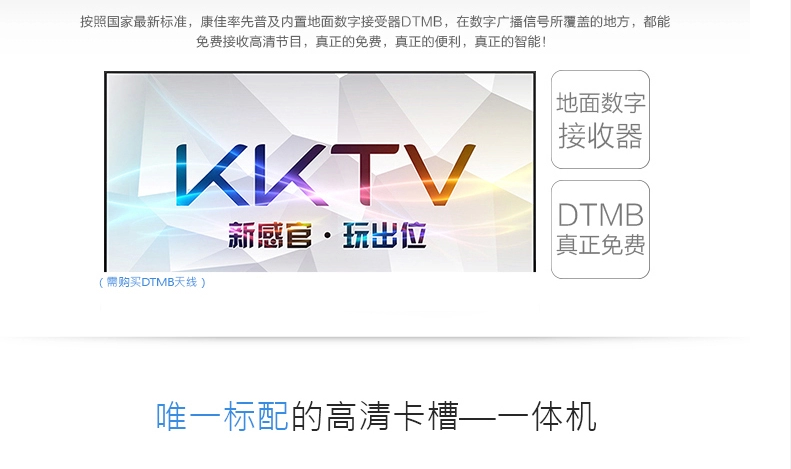 按照国家最新标准，康佳率先普及内置地面数字接受器DTMB，在数字广播信号所覆盖的地方，都能
免费接收高清节目，真正的免费，真正的便利，真正的智能！
KKTV
新感官·玩出位
地面数字
接收器
DTMB
真正免费
（需购买DTMB天线）
唯一标配的高清卡槽—一体机